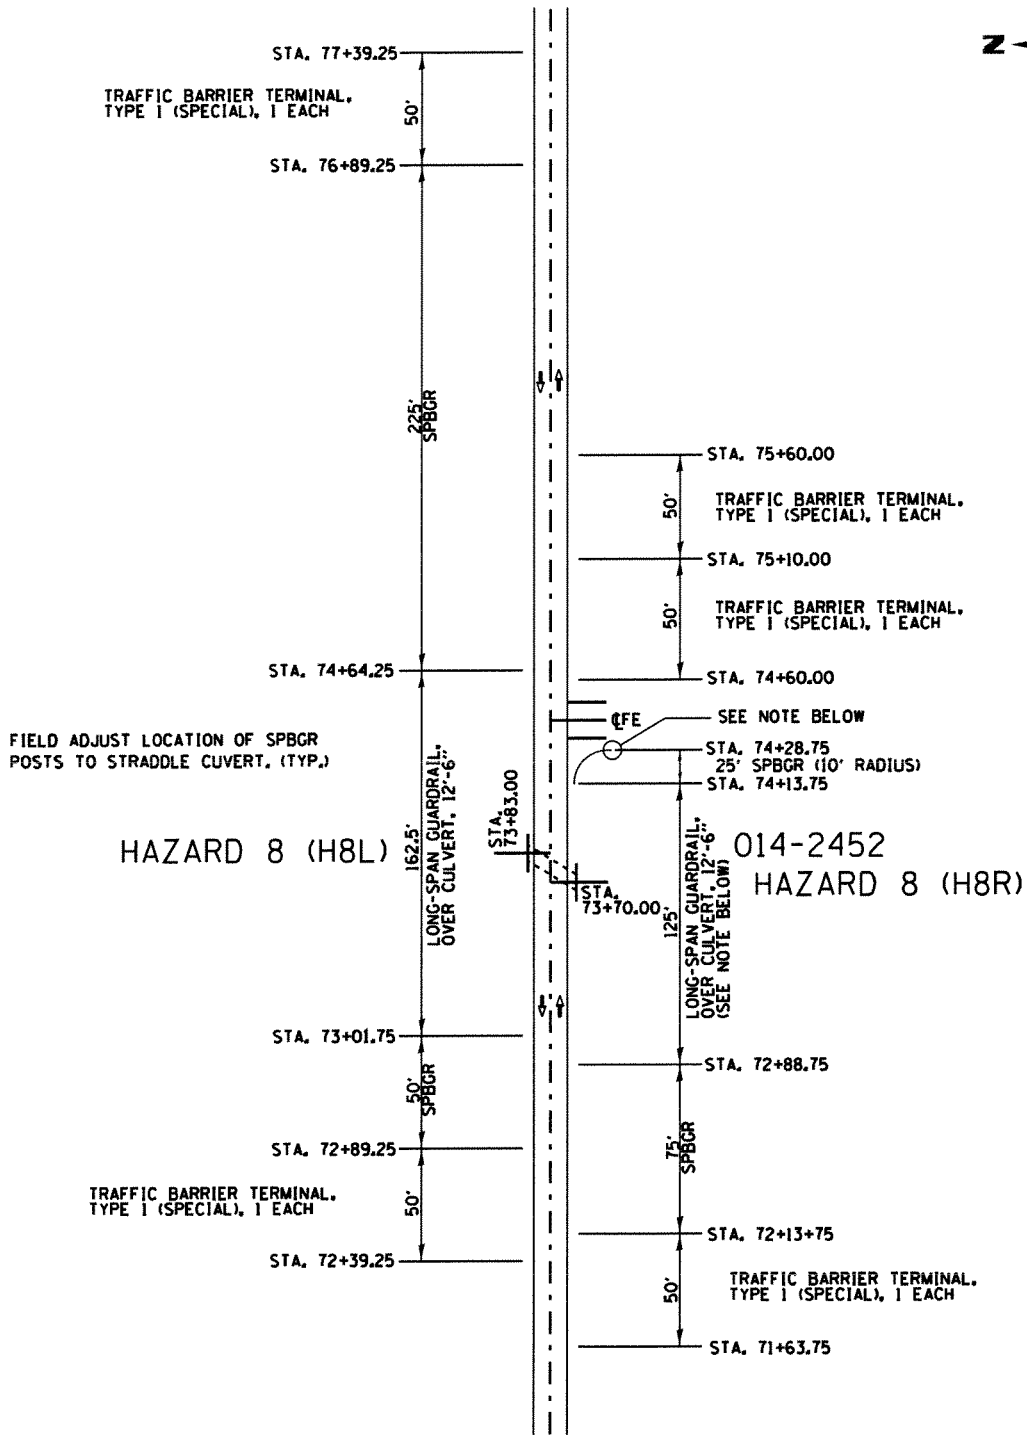 STA. 77+39.25
Z
TRAFFIC BARRIER TERMINAL,
TYPE 1 (SPECIAL), 1 EACH
50'
STA. 76+89.25
225'
SPBGR
STA. 75+60.00
50'
TRAFFIC BARRIER TERMINAL,
TYPE 1 (SPECIAL), 1 EACH
STA. 75+10.00
50'
TRAFFIC BARRIER TERMINAL,
TYPE 1 (SPECIAL), 1 EACH
STA. 74+64.25
STA. 74+60.00
℄FE
SEE NOTE BELOW
STA. 74+28.75
25' SPBGR (10' RADIUS)
STA. 74+13.75
FIELD ADJUST LOCATION OF SPBGR
POSTS TO STRADDLE CUVERT. (TYP.)
HAZARD 8 (H8L)
162.5'
LONG-SPAN GUARDRAIL,
OVER CULVERT, 12'-6"
STA.
73+83.00
STA.
73+70.00
014-2452
HAZARD 8 (H8R)
125'
LONG-SPAN GUARDRAIL,
OVER CULVERT, 12'-6"
(SEE NOTE BELOW)
STA. 73+01.75
STA. 72+88.75
50'
SPBGR
STA. 72+89.25
75'
SPBGR
TRAFFIC BARRIER TERMINAL,
TYPE 1 (SPECIAL), 1 EACH
50'
STA. 72+39.25
STA. 72+13+75
50'
TRAFFIC BARRIER TERMINAL,
TYPE 1 (SPECIAL), 1 EACH
STA. 71+63.75